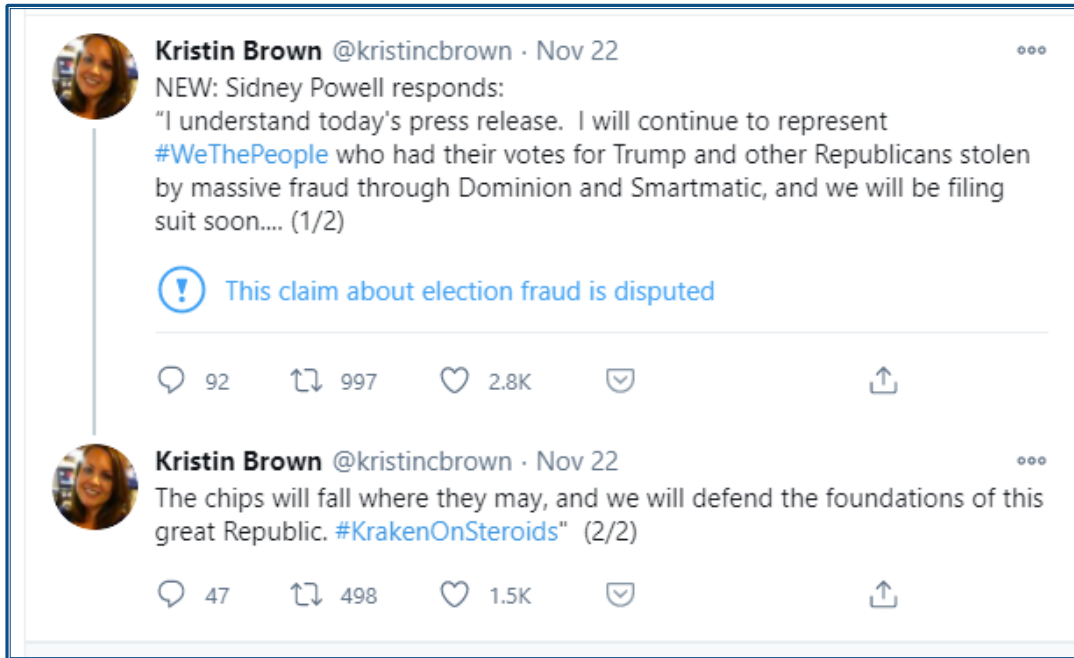 Kristin Brown @kristincbrown · Nov 22
NEW: Sidney Powell responds:
“I understand today's press release.  I will continue to represent
#WeThePeople who had their votes for Trump and other Republicans stolen
by massive fraud through Dominion and Smartmatic, and we will be filing
suit soon.... (1/2)
This claim about election fraud is disputed
92 997 2.8K
Kristin Brown @kristincbrown · Nov 22
The chips will fall where they may, and we will defend the foundations of this
great Republic. #KrakenOnSteroids"  (2/2)
47 498 1.5K